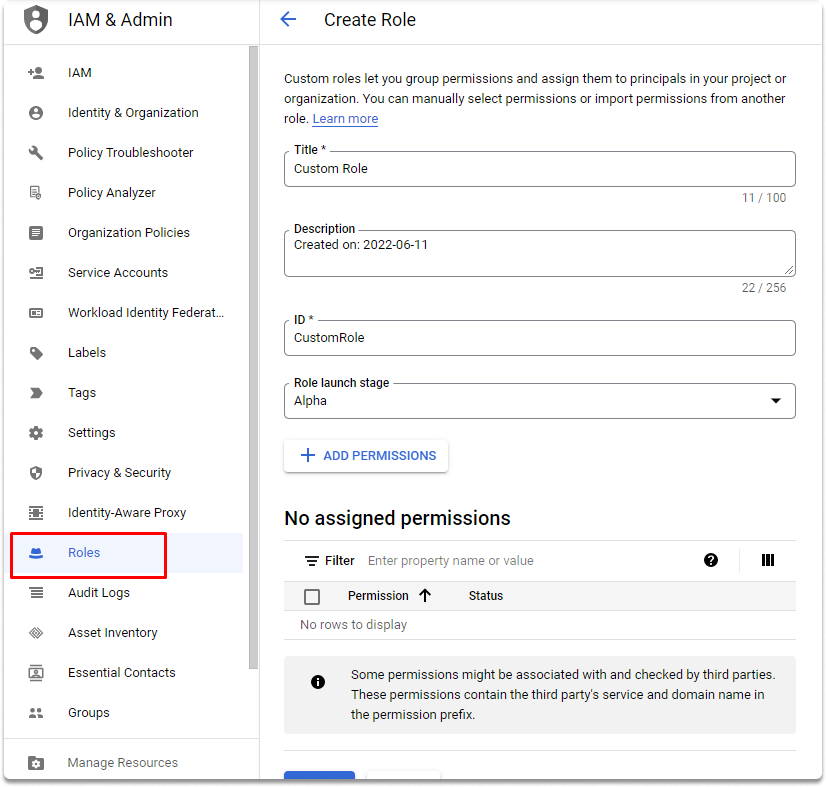 IAM & Admin
IAM
Identity & Organization
Policy Troubleshooter
Policy Analyzer
Organization Policies
Service Accounts
Workload Identity Federat...
Labels
Tags
Settings
Privacy & Security
Identity-Aware Proxy
Roles
Audit Logs
Asset Inventory
Essential Contacts
Groups
Manage Resources
Create Role
Custom roles let you group permissions and assign them to principals in your project or
organization. You can manually select permissions or import permissions from another
role. Learn more
Title *
Custom Role
11 / 100
Description
Created on: 2022-06-11
22 / 256
ID *
CustomRole
Role launch stage
Alpha
ADD PERMISSIONS
No assigned permissions
Filter Enter property name or value
Permission Status
No rows to display
Some permissions might be associated with and checked by third parties.
These permissions contain the third party's service and domain name in
the permission prefix.